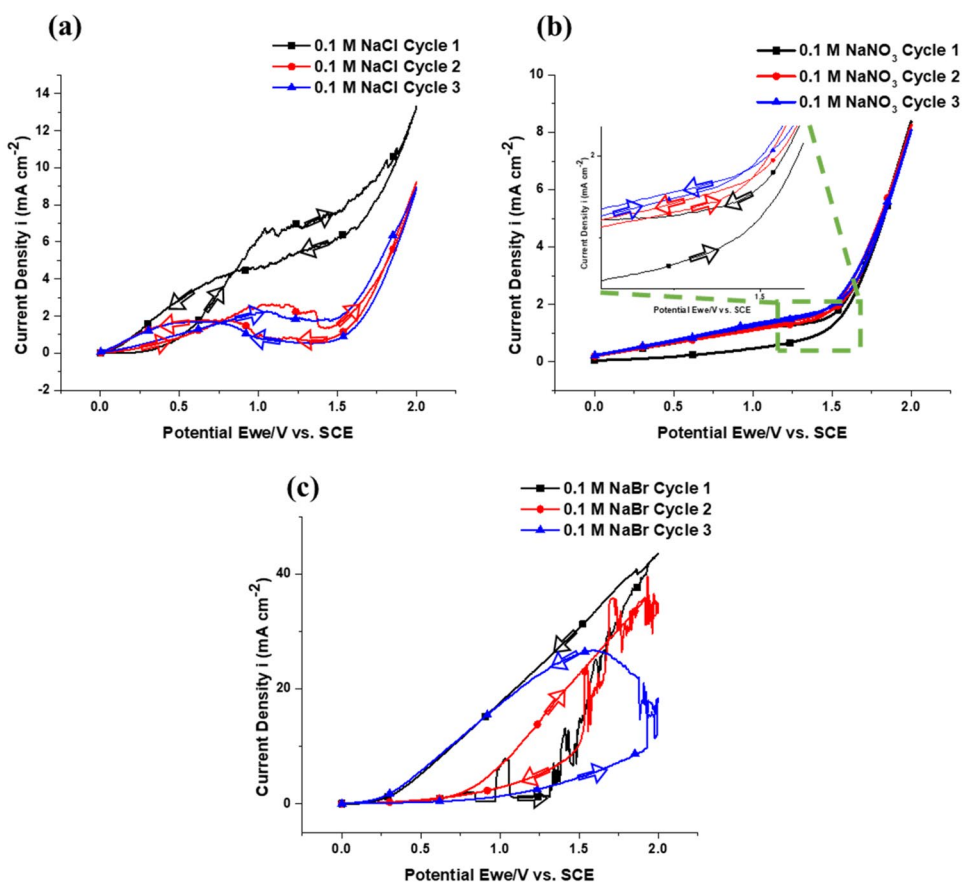 (a)
0.1 M NaCl Cycle 1
0.1 M NaCl Cycle 2
0.1 M NaCl Cycle 3
Current Density i (mA cm⁻²)
14
12
10
8
6
4
2
0
-2
0.0 0.5 1.0 1.5 2.0
Potential Ewe/V vs. SCE
(b)
0.1 M NaNO₃ Cycle 1
0.1 M NaNO₃ Cycle 2
0.1 M NaNO₃ Cycle 3
Current Density i (mA cm⁻²)
10
8
6
4
2
0
Current Density i (mA cm⁻²)
2
1.5
Potential Ewe/V vs. SCE
0.0 0.5 1.0 1.5 2.0
Potential Ewe/V vs. SCE
(c)
0.1 M NaBr Cycle 1
0.1 M NaBr Cycle 2
0.1 M NaBr Cycle 3
Current Density i (mA cm⁻²)
40
20
0
0.0 0.5 1.0 1.5 2.0
Potential Ewe/V vs. SCE